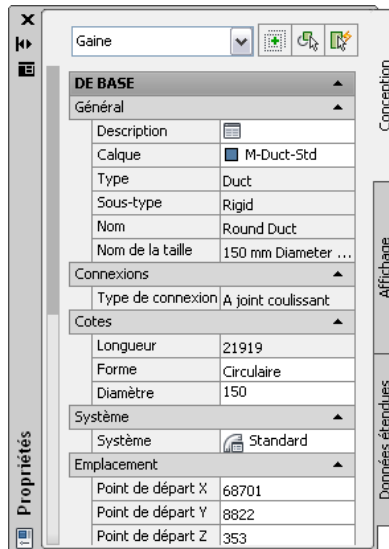 Gaine
DE BASE
Général
Description
Calque M-Duct-Std
Type Duct
Sous-type Rigid
Nom Round Duct
Nom de la taille 150 mm Diameter ...
Connexions
Type de connexion A joint coulissant
Cotes
Longueur 21919
Forme Circulaire
Diamètre 150
Système
Système Standard
Emplacement
Point de départ X 68701
Point de départ Y 8822
Point de départ Z 353
Propriétés
Conception
Affichage
Données étendues